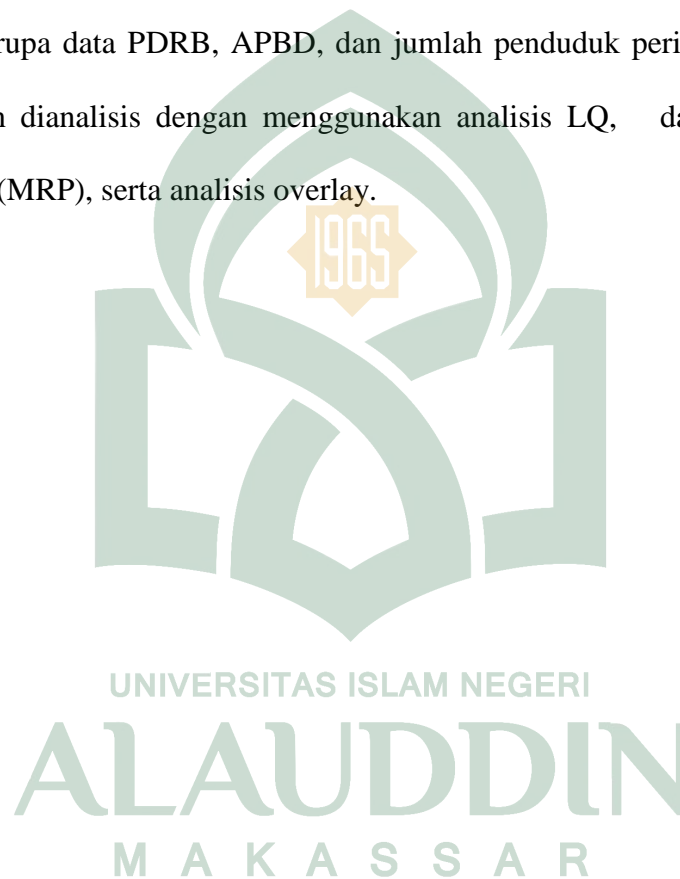 rupa data PDRB, APBD, dan jumlah penduduk peri
dianalisis dengan menggunakan analisis LQ, da
(MRP), serta analisis overlay.
1965
UNIVERSITAS ISLAM NEGERI
ALAUDDIN
MAKASSAR